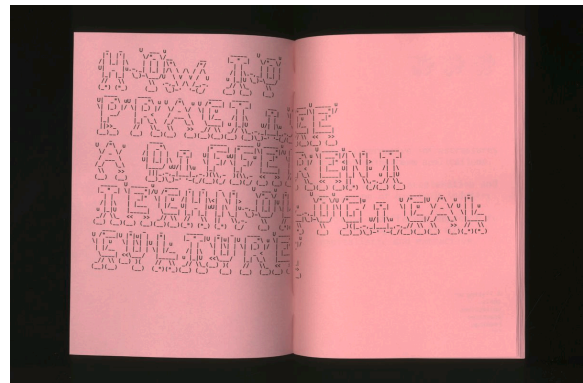 HOW TO
PRACTICE
A DIFFERENT
TECHNOLOGICAL
CULTURE